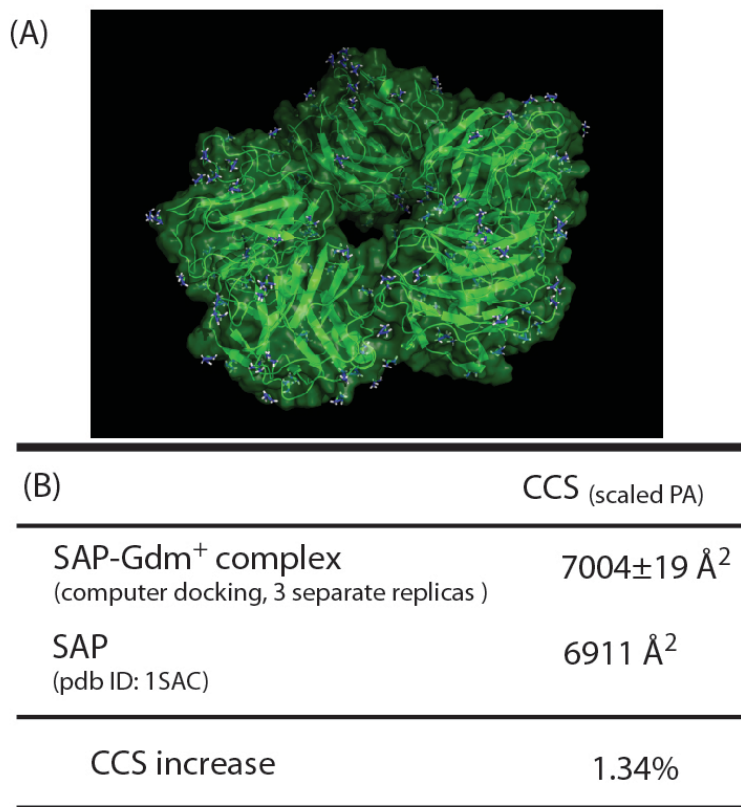 (A)
(B) CCS (scaled PA)
SAP-Gdm⁺ complex 7004±19 Å²
(computer docking, 3 separate replicas )
SAP 6911 Å²
(pdb ID: 1SAC)
CCS increase 1.34%